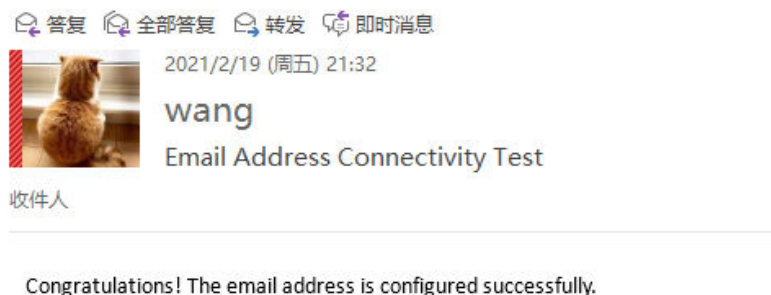 答复 全部答复 转发 即时消息
2021/2/19 (周五) 21:32
wang
Email Address Connectivity Test
收件人
Congratulations! The email address is configured successfully.